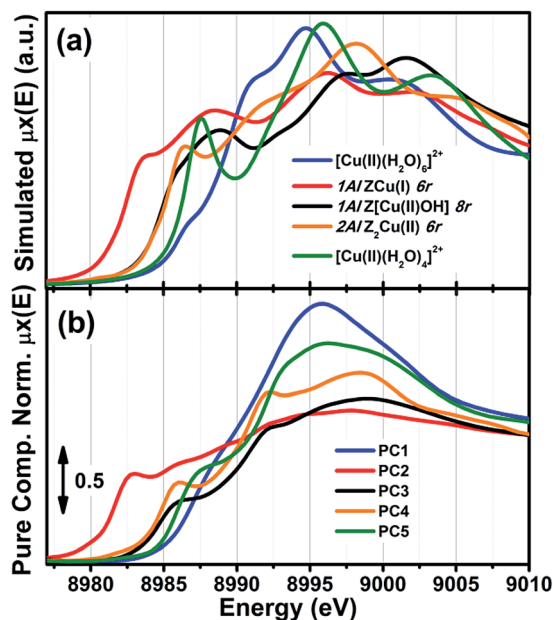 (a)
Simulated μx(E) (a.u.)
[Cu(II)(H₂O)₆]²⁺
1Al ZCu(I) 6r
1Al Z[Cu(II)OH] 8r
2Al Z₂Cu(II) 6r
[Cu(II)(H₂O)₄]²⁺
(b)
Pure Comp. Norm. μx(E)
0.5
PC1
PC2
PC3
PC4
PC5
8980 8985 8990 8995 9000 9005 9010
Energy (eV)